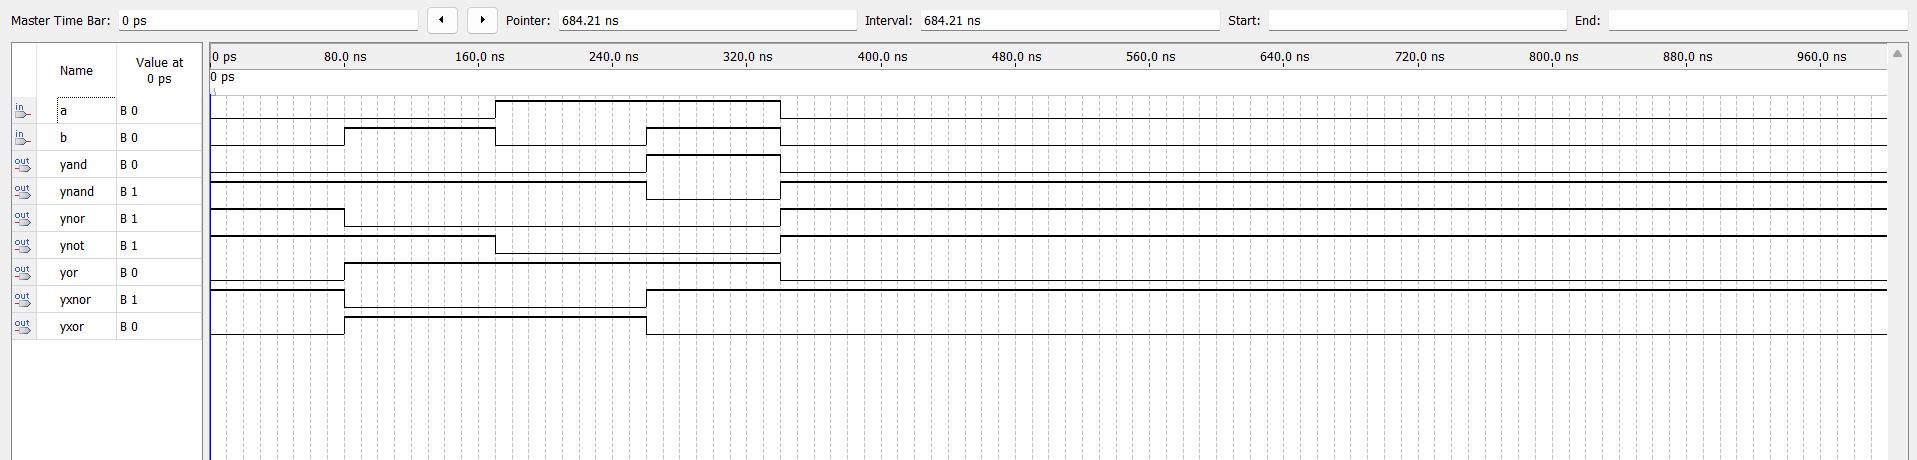 Master Time Bar: 0 ps Pointer: 684.21 ns Interval: 684.21 ns Start: End:
Name Value at 0 ps
0 ps 80.0 ns 160.0 ns 240.0 ns 320.0 ns 400.0 ns 480.0 ns 560.0 ns 640.0 ns 720.0 ns 800.0 ns 880.0 ns 960.0 ns
0 ps
in a B 0
in b B 0
out yand B 0
out ynand B 1
out ynor B 1
out ynot B 1
out yor B 0
out yxnor B 1
out yxor B 0